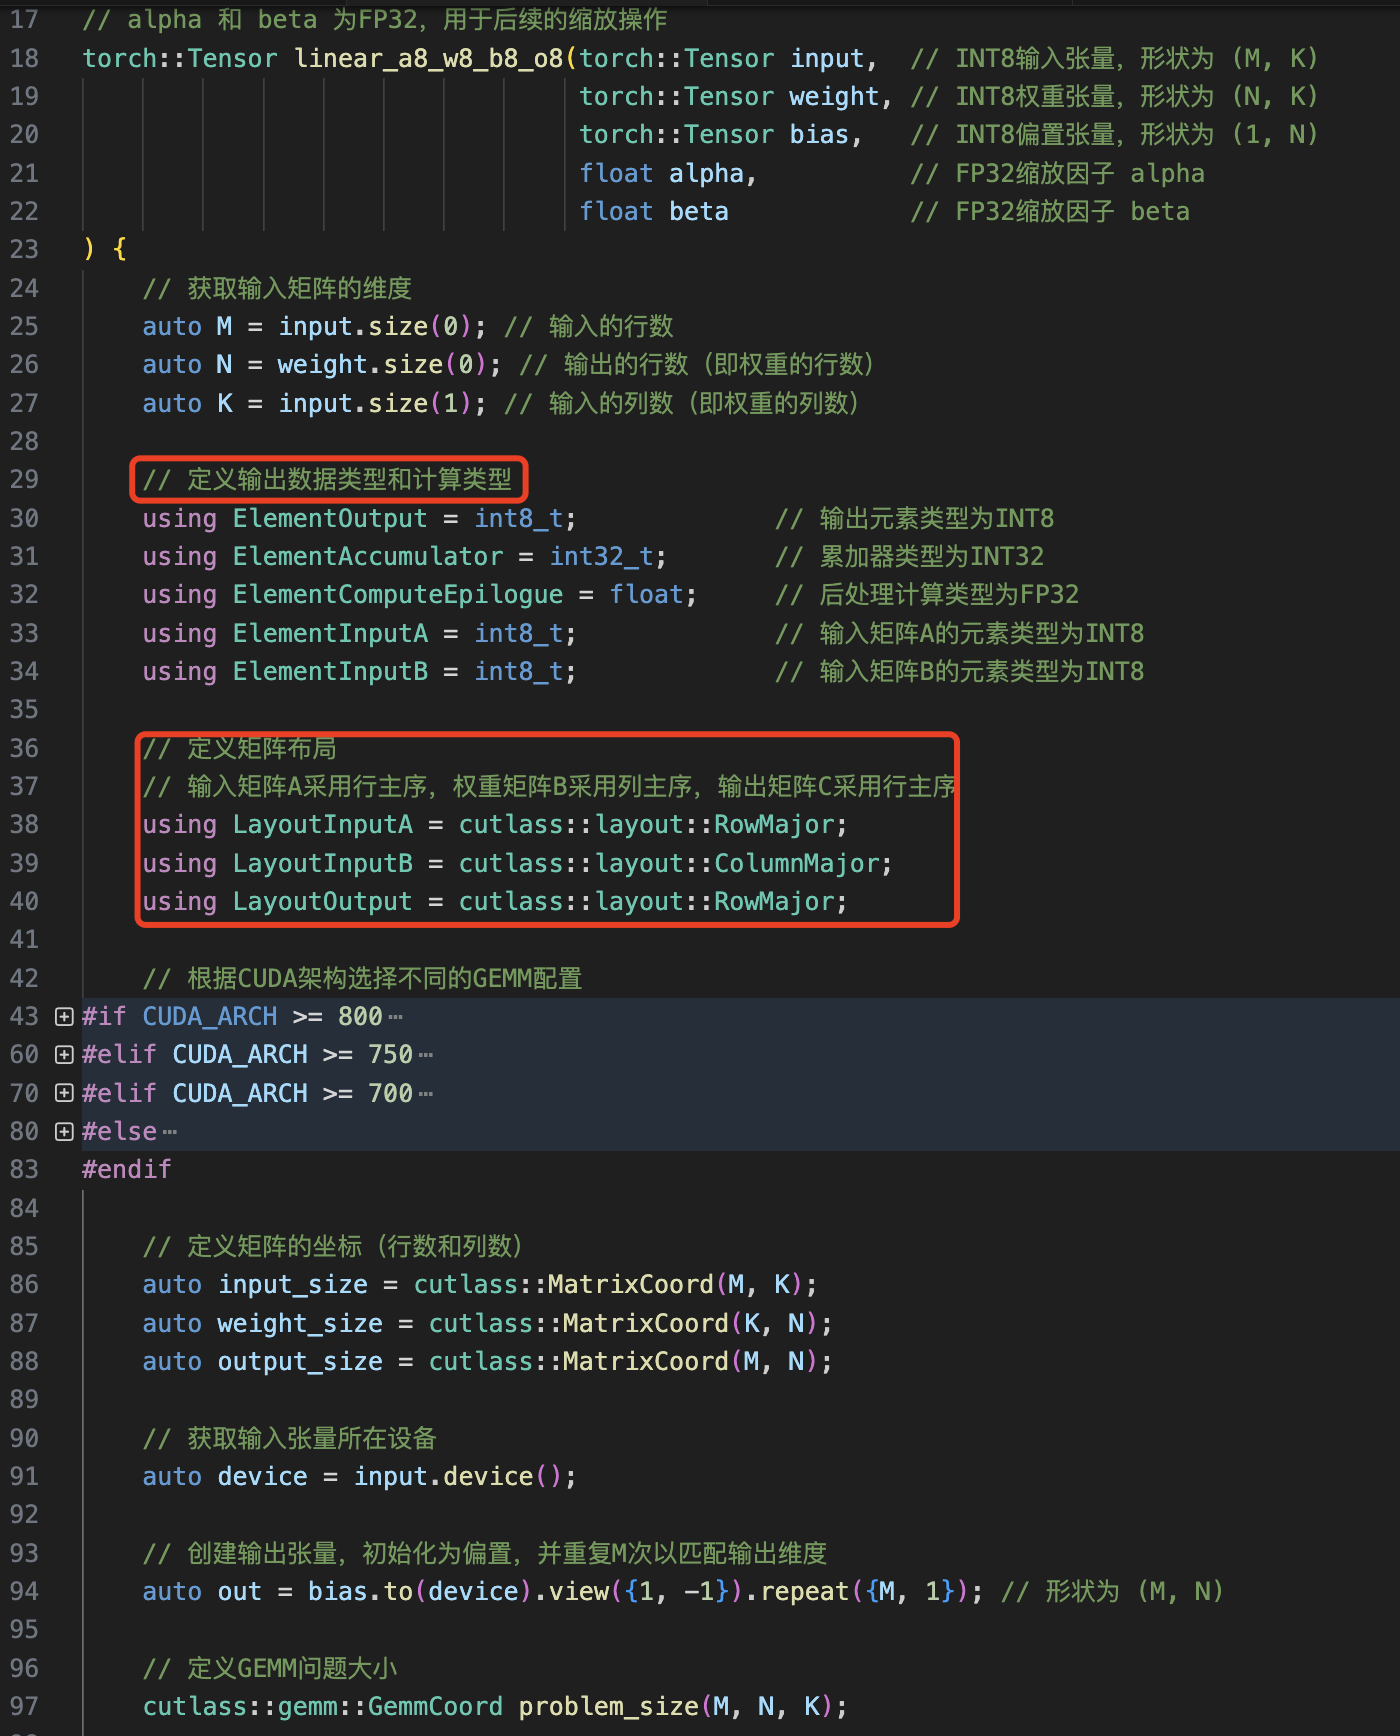 17 // alpha 和 beta 为FP32，用于后续的缩放操作
18 torch::Tensor linear_a8_w8_b8_o8(torch::Tensor input, // INT8输入张量，形状为 (M, K)
19 torch::Tensor weight, // INT8权重张量，形状为 (N, K)
20 torch::Tensor bias, // INT8偏置张量，形状为 (1, N)
21 float alpha, // FP32缩放因子 alpha
22 float beta // FP32缩放因子 beta
23 ) {
24 // 获取输入矩阵的维度
25 auto M = input.size(0); // 输入的行数
26 auto N = weight.size(0); // 输出的行数（即权重的行数）
27 auto K = input.size(1); // 输入的列数（即权重的列数）
28
29 // 定义输出数据类型和计算类型
30 using ElementOutput = int8_t; // 输出元素类型为INT8
31 using ElementAccumulator = int32_t; // 累加器类型为INT32
32 using ElementComputeEpilogue = float; // 后处理计算类型为FP32
33 using ElementInputA = int8_t; // 输入矩阵A的元素类型为INT8
34 using ElementInputB = int8_t; // 输入矩阵B的元素类型为INT8
35
36 // 定义矩阵布局
37 // 输入矩阵A采用行主序，权重矩阵B采用列主序，输出矩阵C采用行主序
38 using LayoutInputA = cutlass::layout::RowMajor;
39 using LayoutInputB = cutlass::layout::ColumnMajor;
40 using LayoutOutput = cutlass::layout::RowMajor;
41
42 // 根据CUDA架构选择不同的GEMM配置
43 #if CUDA_ARCH >= 800 ⋯
60 #elif CUDA_ARCH >= 750 ⋯
70 #elif CUDA_ARCH >= 700 ⋯
80 #else ⋯
83 #endif
84
85 // 定义矩阵的坐标（行数和列数）
86 auto input_size = cutlass::MatrixCoord(M, K);
87 auto weight_size = cutlass::MatrixCoord(K, N);
88 auto output_size = cutlass::MatrixCoord(M, N);
89
90 // 获取输入张量所在设备
91 auto device = input.device();
92
93 // 创建输出张量，初始化为偏置，并重复M次以匹配输出维度
94 auto out = bias.to(device).view({1, -1}).repeat({M, 1}); // 形状为 (M, N)
95
96 // 定义GEMM问题大小
97 cutlass::gemm::GemmCoord problem_size(M, N, K);